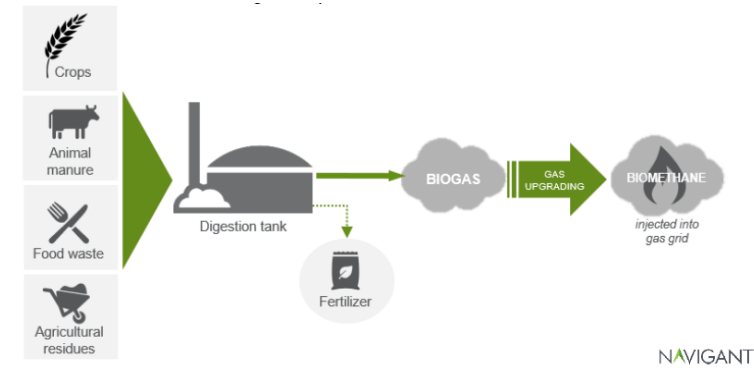 Crops
Animal
manure
Food waste
Agricultural
residues
Digestion tank
Fertilizer
BIOGAS
GAS
UPGRADING
BIOMETHANE
injected into
gas grid
NAVIGANT